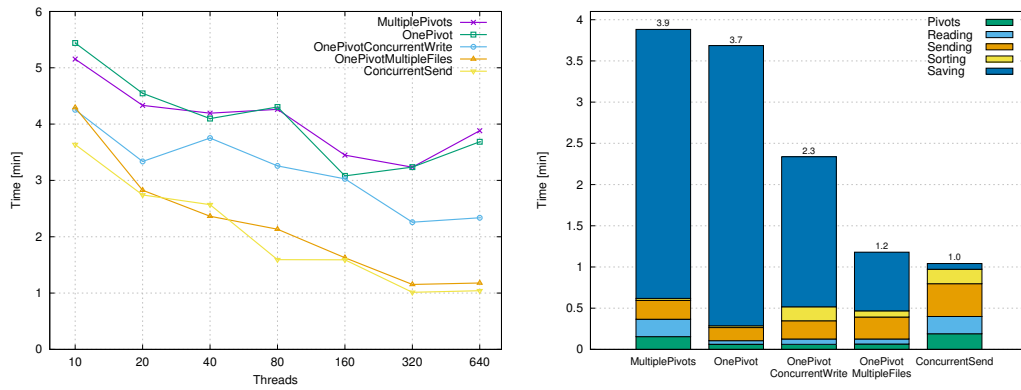 6
5
4
3
2
1
0
Time [min]
10 20 40 80 160 320 640
Threads
MultiplePivots
OnePivot
OnePivotConcurrentWrite
OnePivotMultipleFiles
ConcurrentSend
4
3.5
3
2.5
2
1.5
1
0.5
0
Time [min]
3.9
3.7
2.3
1.2
1.0
Pivots
Reading
Sending
Sorting
Saving
MultiplePivots
OnePivot
OnePivot
ConcurrentWrite
OnePivot
MultipleFiles
ConcurrentSend